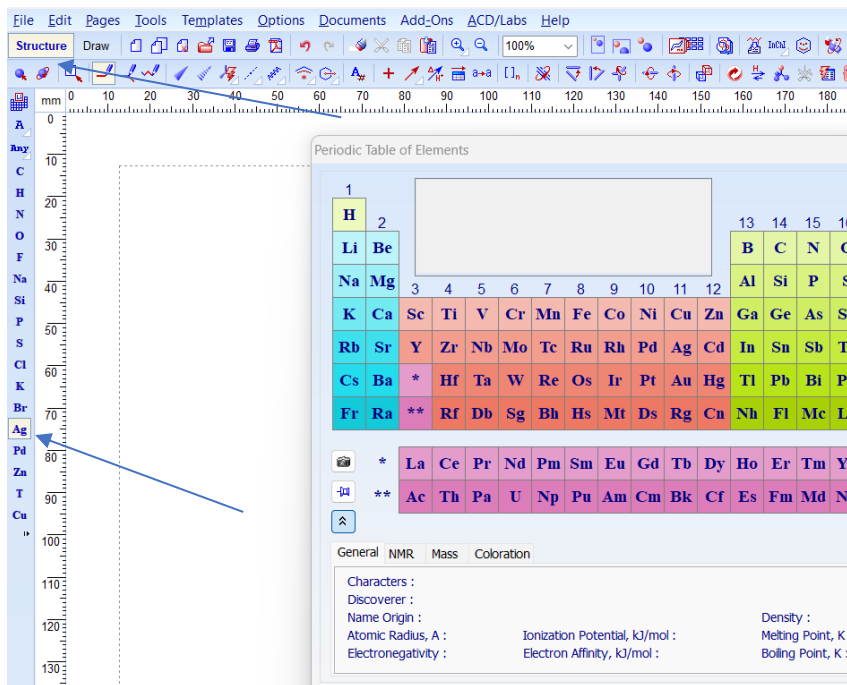 File Edit Pages Tools Templates Options Documents Add-Ons ACD/Labs Help
Structure Draw 100% InChI
A„ H⁺ a→a []n
mm 0 10 20 30 40 50 60 70 80 90 100 110 120 130 140 150 160 170 180
0
A
Any
10
C
H
20
N
O
30
F
Na
40
Si
P
50
S
Cl
60
K
Br
70
Ag
Pd
80
Zn
T
90
Cu
100
110
120
130
Periodic Table of Elements
1
H 2 13 14 15 16
Li Be B C N
Na Mg 3 4 5 6 7 8 9 10 11 12 Al Si P S
K Ca Sc Ti V Cr Mn Fe Co Ni Cu Zn Ga Ge As S
Rb Sr Y Zr Nb Mo Tc Ru Rh Pd Ag Cd In Sn Sb T
Cs Ba * Hf Ta W Re Os Ir Pt Au Hg Tl Pb Bi P
Fr Ra ** Rf Db Sg Bh Hs Mt Ds Rg Cn Nh Fl Mc L
* La Ce Pr Nd Pm Sm Eu Gd Tb Dy Ho Er Tm Y
** Ac Th Pa U Np Pu Am Cm Bk Cf Es Fm Md N
General NMR Mass Coloration
Characters :
Discoverer :
Name Origin : Density :
Atomic Radius, A : Ionization Potential, kJ/mol : Melting Point, K
Electronegativity : Electron Affinity, kJ/mol : Boiling Point, K :